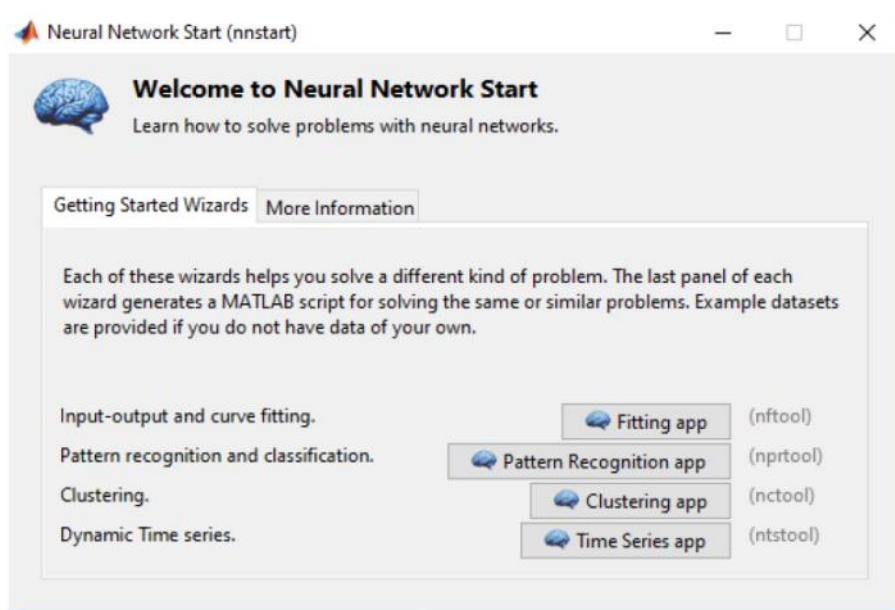 Neural Network Start (nnstart)
Welcome to Neural Network Start
Learn how to solve problems with neural networks.
Getting Started Wizards More Information
Each of these wizards helps you solve a different kind of problem. The last panel of each
wizard generates a MATLAB script for solving the same or similar problems. Example datasets
are provided if you do not have data of your own.
Input-output and curve fitting. Fitting app (nftool)
Pattern recognition and classification. Pattern Recognition app (nprtool)
Clustering. Clustering app (nctool)
Dynamic Time series. Time Series app (ntstool)